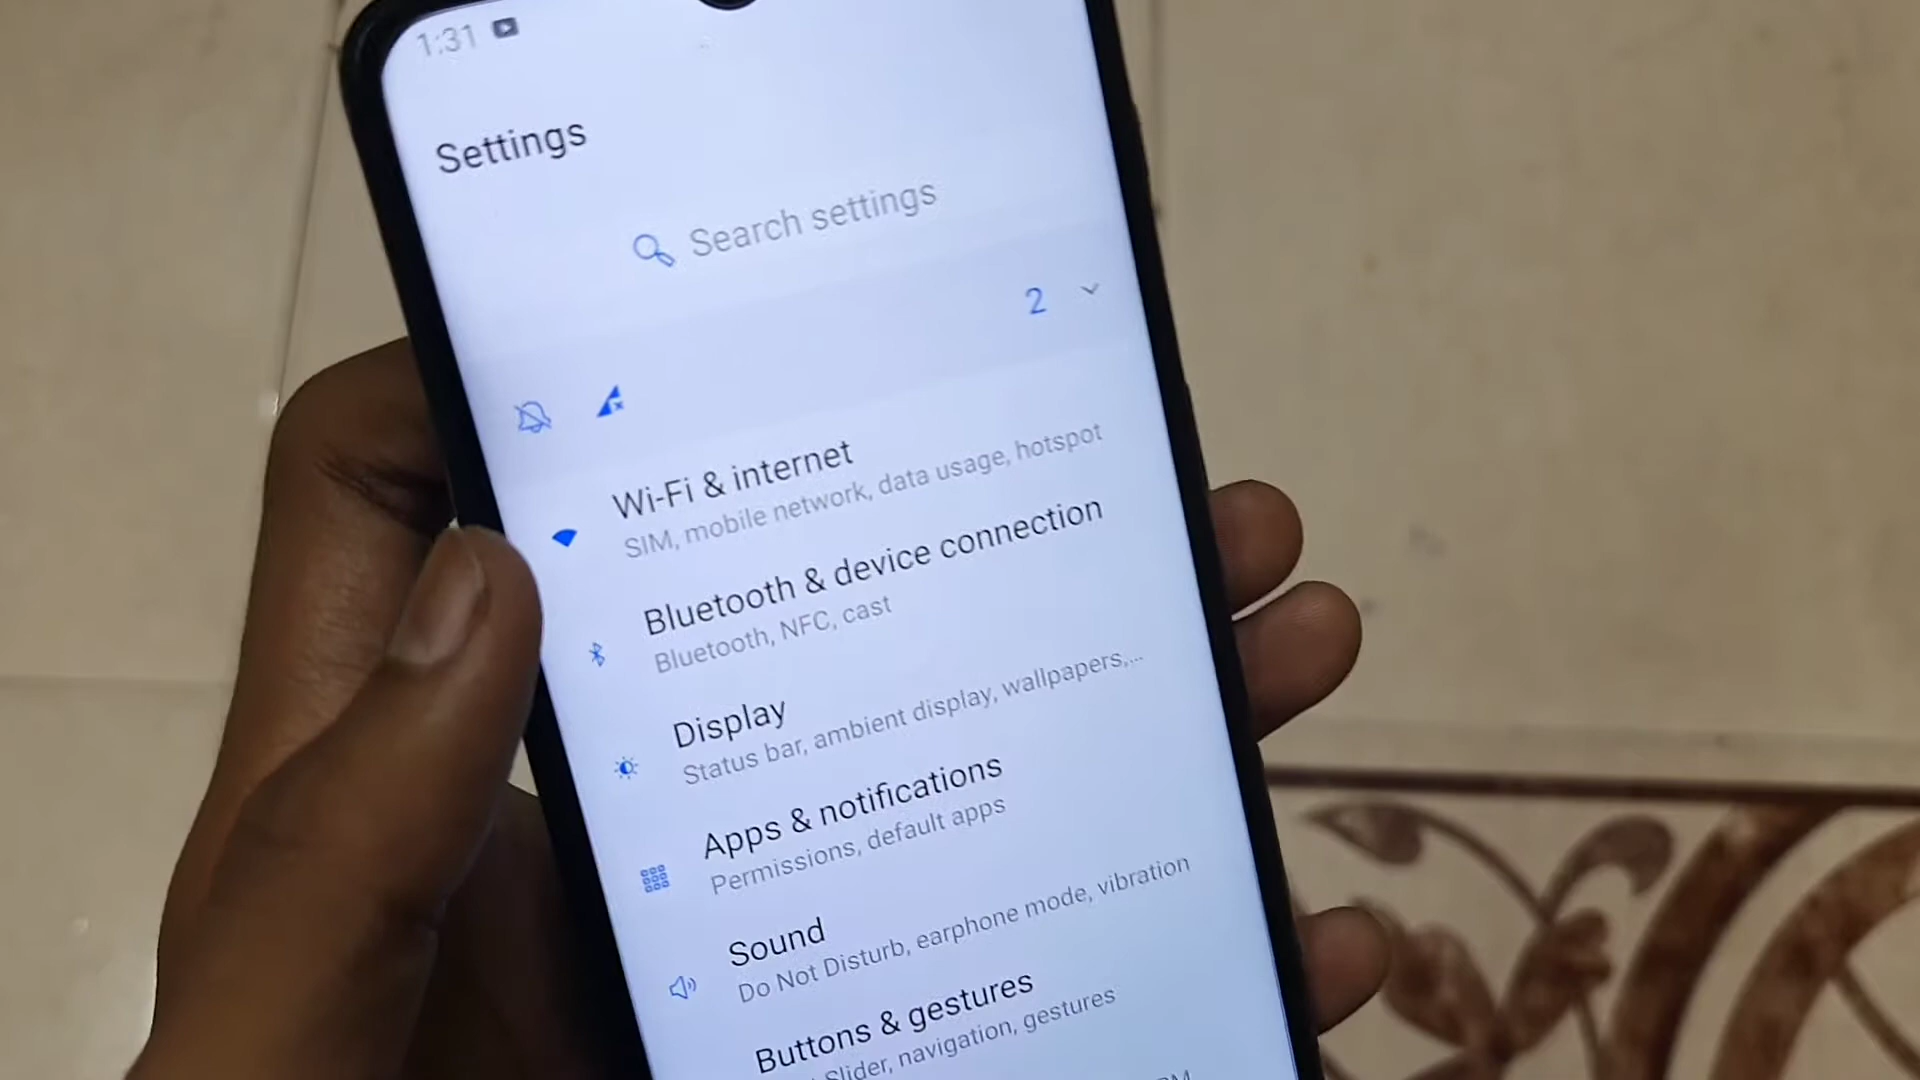 1:31
Settings
Search settings
2
Wi-Fi & internet
SIM, mobile network, data usage, hotspot
Bluetooth & device connection
Bluetooth, NFC, cast
Display
Status bar, ambient display, wallpapers,...
Apps & notifications
Permissions, default apps
Sound
Do Not Disturb, earphone mode, vibration
Buttons & gestures
Slider, navigation, gestures